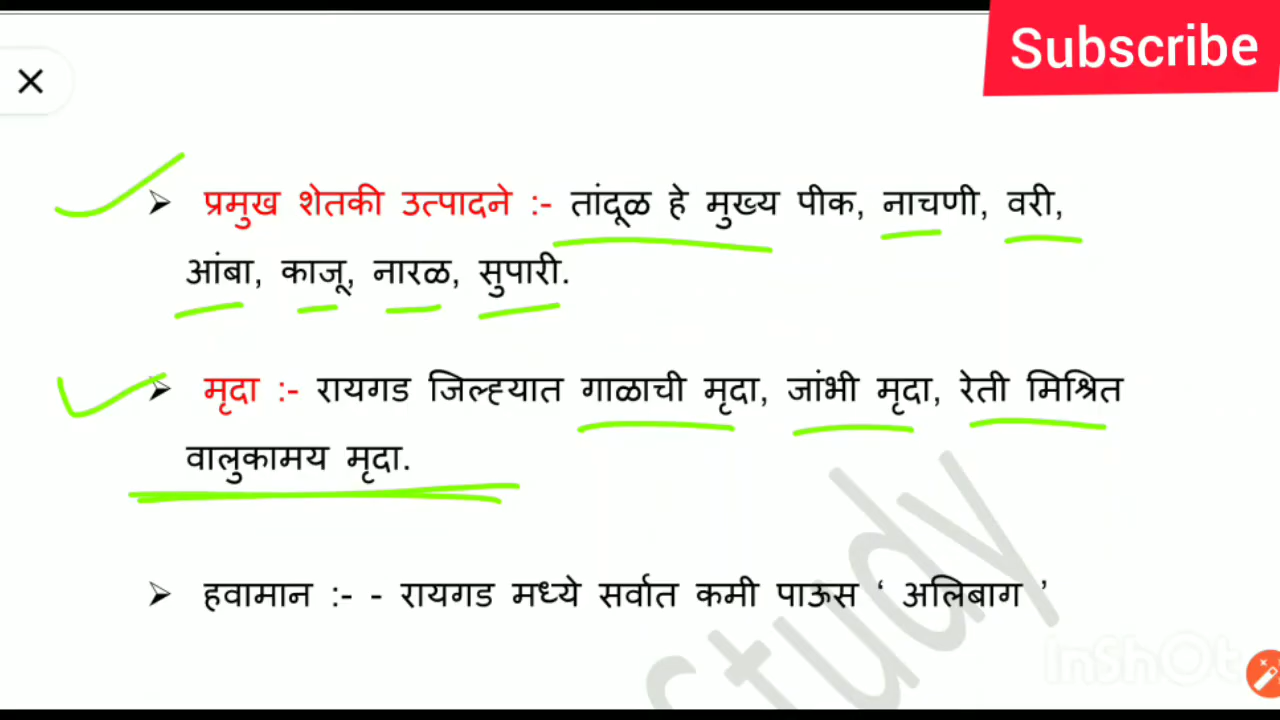 Subscribe
➢ प्रमुख शेतकी उत्पादने :- तांदूळ हे मुख्य पीक, नाचणी, वरी,
आंबा, काजू, नारळ, सुपारी.
➢ मृदा :- रायगड जिल्ह्यात गाळाची मृदा, जांभी मृदा, रेती मिश्रित
वालुकामय मृदा.
➢ हवामान :- - रायगड मध्ये सर्वात कमी पाऊस ‘ अलिबाग ’
Study
InShOt